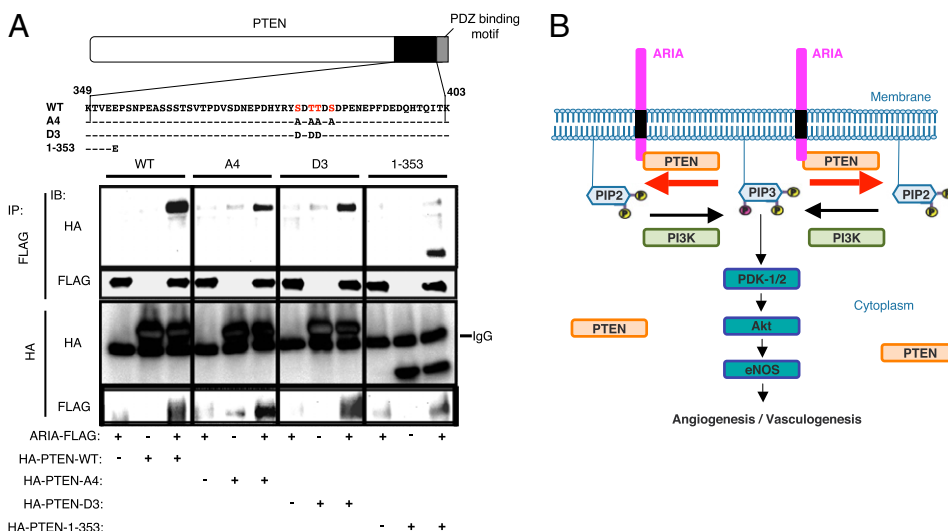 A
PTEN
PDZ binding
motif
349
403
WT KTVEEPSNPEASSSTSVTPDVSDNEPDHYRYSDTTDSDPENEPFDEDQHTQITK
A4 A AA A
D3 D DD
1-353 E
WT A4 D3 1-353
IP: IB:
FLAG
HA
FLAG
HA
HA
IgG
FLAG
ARIA-FLAG: + - + + - + + - + + - +
HA-PTEN-WT: - + +
HA-PTEN-A4: - + +
HA-PTEN-D3: - + +
HA-PTEN-1-353: - + +
B
ARIA ARIA
Membrane
PTEN PTEN
PIP2 P P PIP3 P P P PIP2 P P
PI3K PI3K
PDK-1/2
Cytoplasm
PTEN Akt
PTEN
eNOS
Angiogenesis / Vasculogenesis